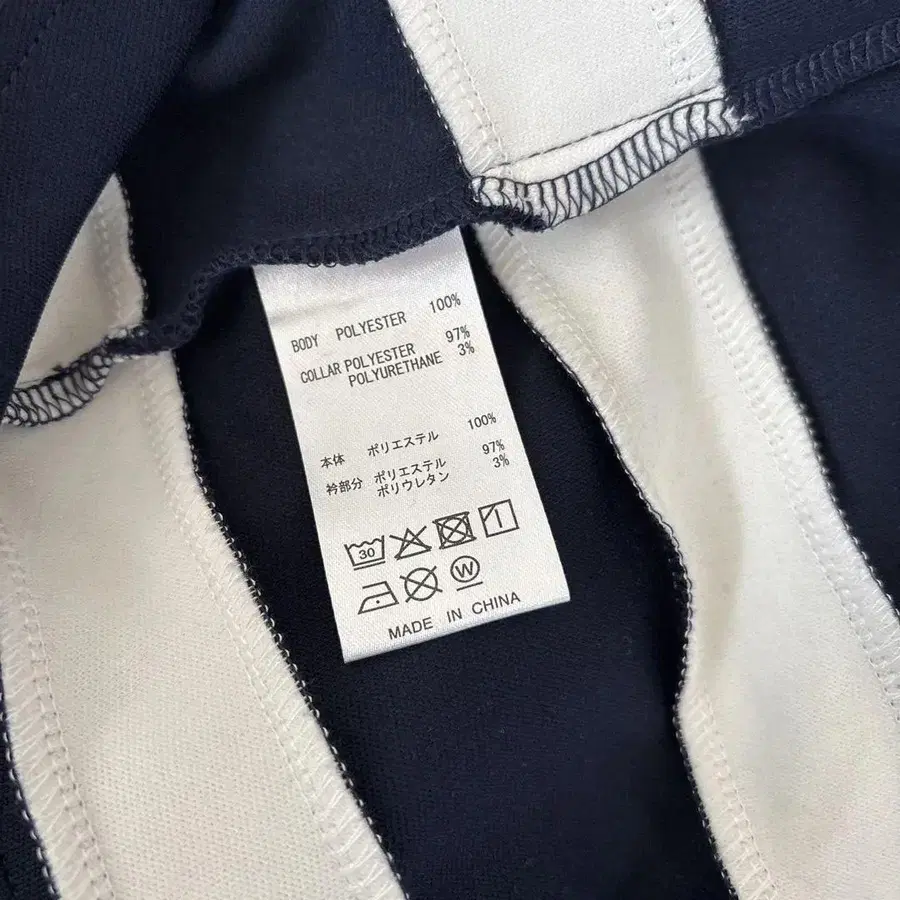 BODY POLYESTER 100%
COLLAR POLYESTER 97%
POLYURETHANE 3%
本体 ポリエステル 100%
衿部分 ポリエステル 97%
ポリウレタン 3%
30
W
MADE IN CHINA